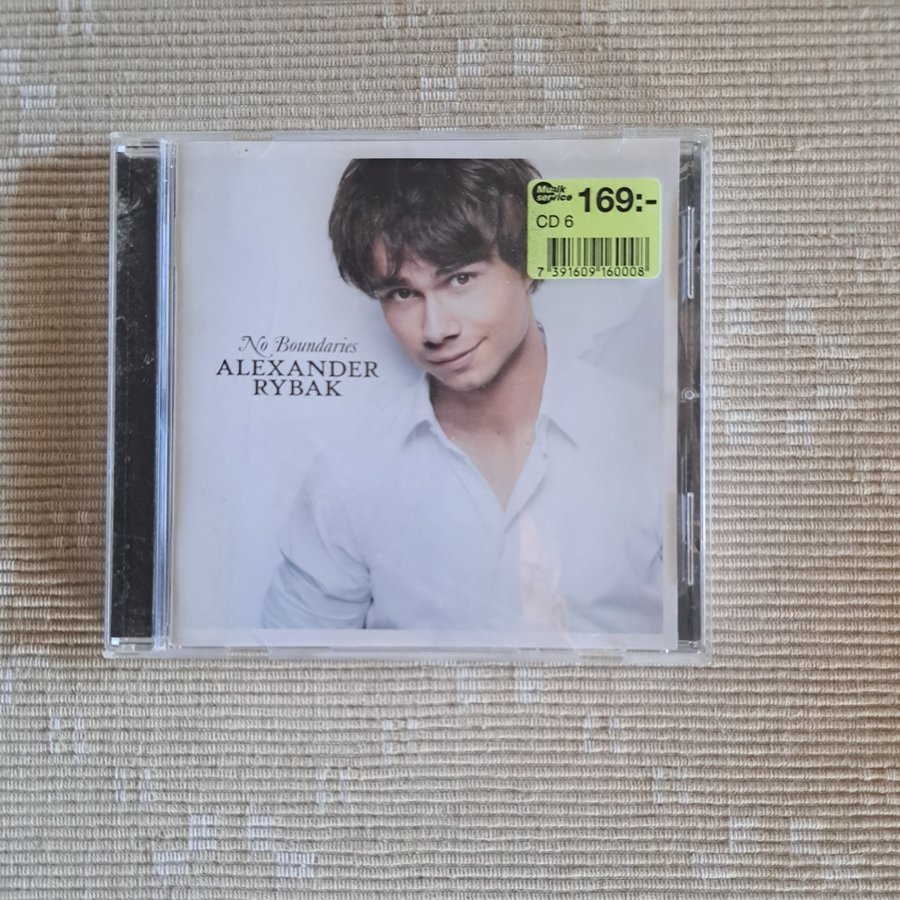 Musik
service
169:-
CD 6
7 391609 160008
No Boundaries
ALEXANDER
RYBAK